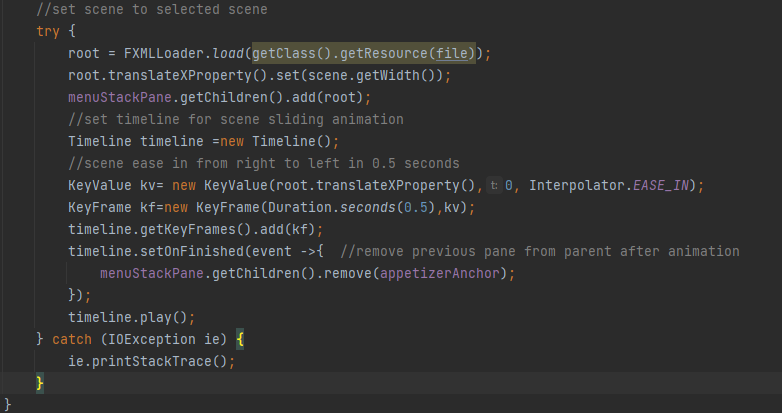 //set scene to selected scene
try {
root = FXMLLoader.load(getClass().getResource(file));
root.translateXProperty().set(scene.getWidth());
menuStackPane.getChildren().add(root);
//set timeline for scene sliding animation
Timeline timeline =new Timeline();
//scene ease in from right to left in 0.5 seconds
KeyValue kv= new KeyValue(root.translateXProperty(), t: 0, Interpolator.EASE_IN);
KeyFrame kf=new KeyFrame(Duration.seconds(0.5),kv);
timeline.getKeyFrames().add(kf);
timeline.setOnFinished(event ->{  //remove previous pane from parent after animation
menuStackPane.getChildren().remove(appetizerAnchor);
});
timeline.play();
} catch (IOException ie) {
ie.printStackTrace();
}
}